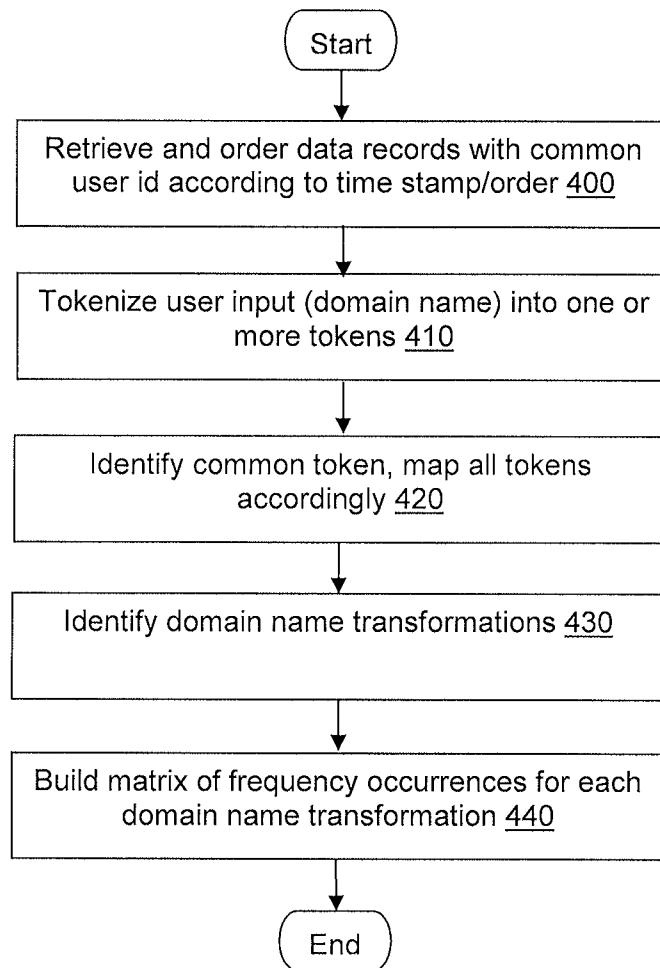 Start
Retrieve and order data records with common
user id according to time stamp/order 400
Tokenize user input (domain name) into one or
more tokens 410
Identify common token, map all tokens
accordingly 420
Identify domain name transformations 430
Build matrix of frequency occurrences for each
domain name transformation 440
End